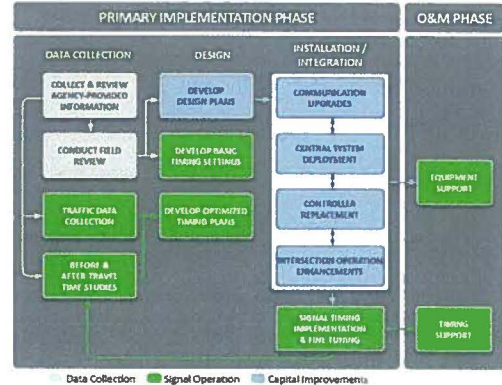 PRIMARY IMPLEMENTATION PHASE
O&M PHASE
DATA COLLECTION
DESIGN
INSTALLATION /
INTEGRATION
COLLECT & REVIEW
AGENCY-PROVIDED
INFORMATION
DEVELOP
DESIGN PLANS
COMMUNICATION
UPGRADES
CONDUCT FIELD
REVIEW
DEVELOP BASIC
TIMING SETTINGS
CENTRAL SYSTEM
DEPLOYMENT
EQUIPMENT
SUPPORT
TRAFFIC DATA
COLLECTION
DEVELOP OPTIMIZED
TIMING PLANS
CONTROLLER
REPLACEMENT
BEFORE &
AFTER TRAVEL
TIME STUDIES
INTERSECTION OPERATION
ENHANCEMENTS
SIGNAL TIMING
IMPLEMENTATION
& FINE TUNING
TIMING
SUPPORT
Data Collection
Signal Operation
Capital Improvements